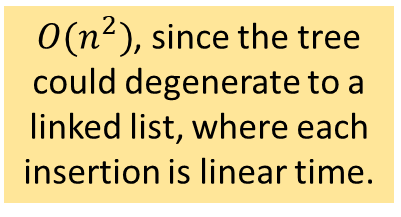 𝑂(𝑛²), since the tree
could degenerate to a
linked list, where each
insertion is linear time.